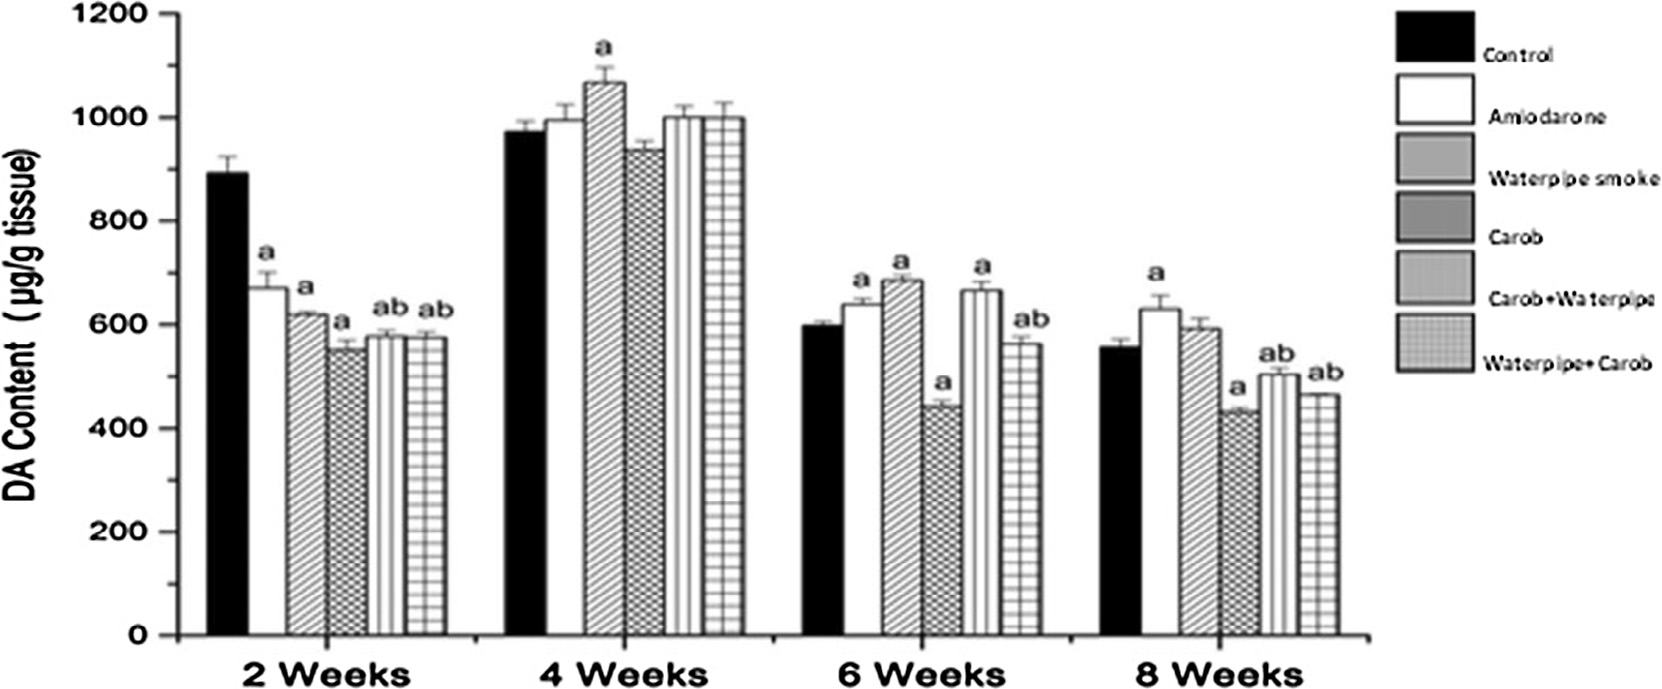 1200
1000
800
600
400
200
0
DA Content (µg/g tissue)
a
a
a
ab
ab
a
a
a
a
a
ab
a
a
ab
ab
2 Weeks
4 Weeks
6 Weeks
8 Weeks
Control
Amiodarone
Waterpipe smoke
Carob
Carob+Waterpipe
Waterpipe+Carob